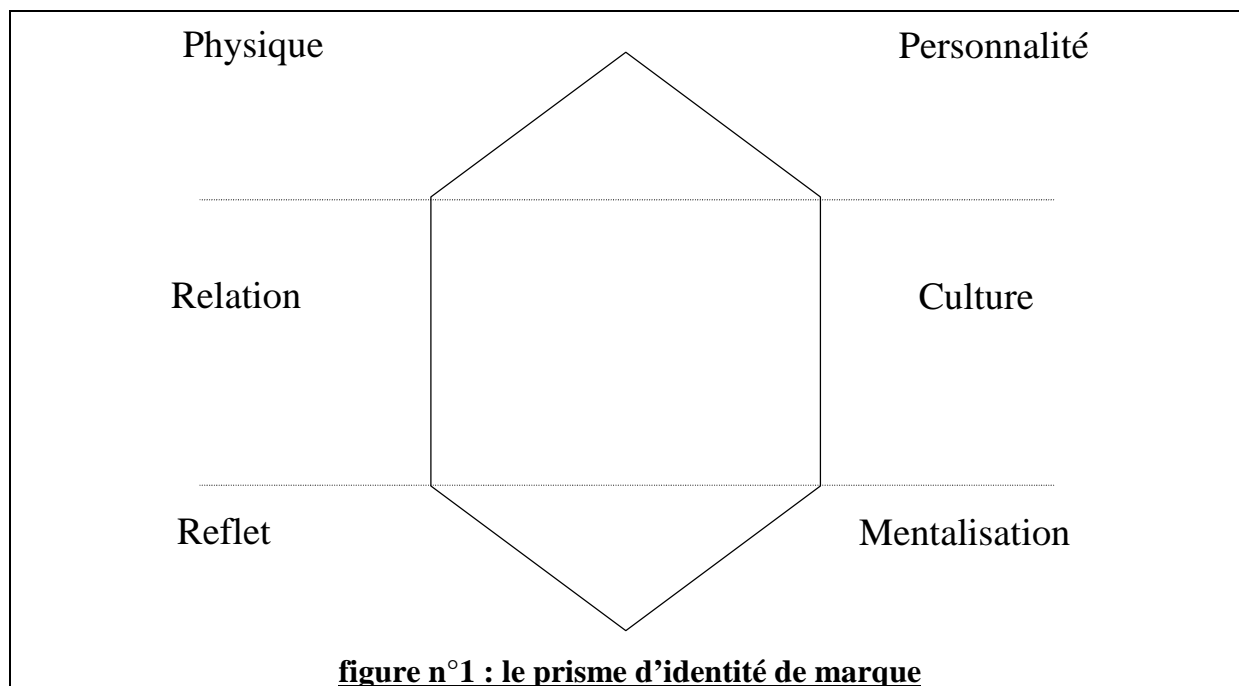 Physique
Personnalité
Relation
Culture
Reflet
Mentalisation
figure n°1 : le prisme d’identité de marque